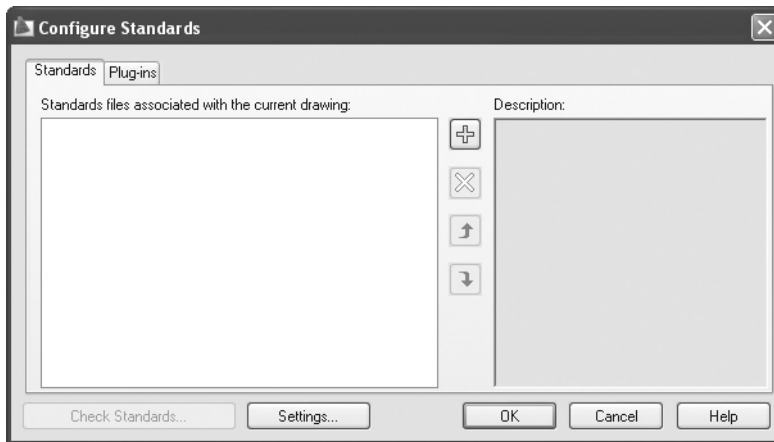 Configure Standards
Standards Plug-ins
Standards files associated with the current drawing:
Description:
Check Standards... Settings... OK Cancel Help